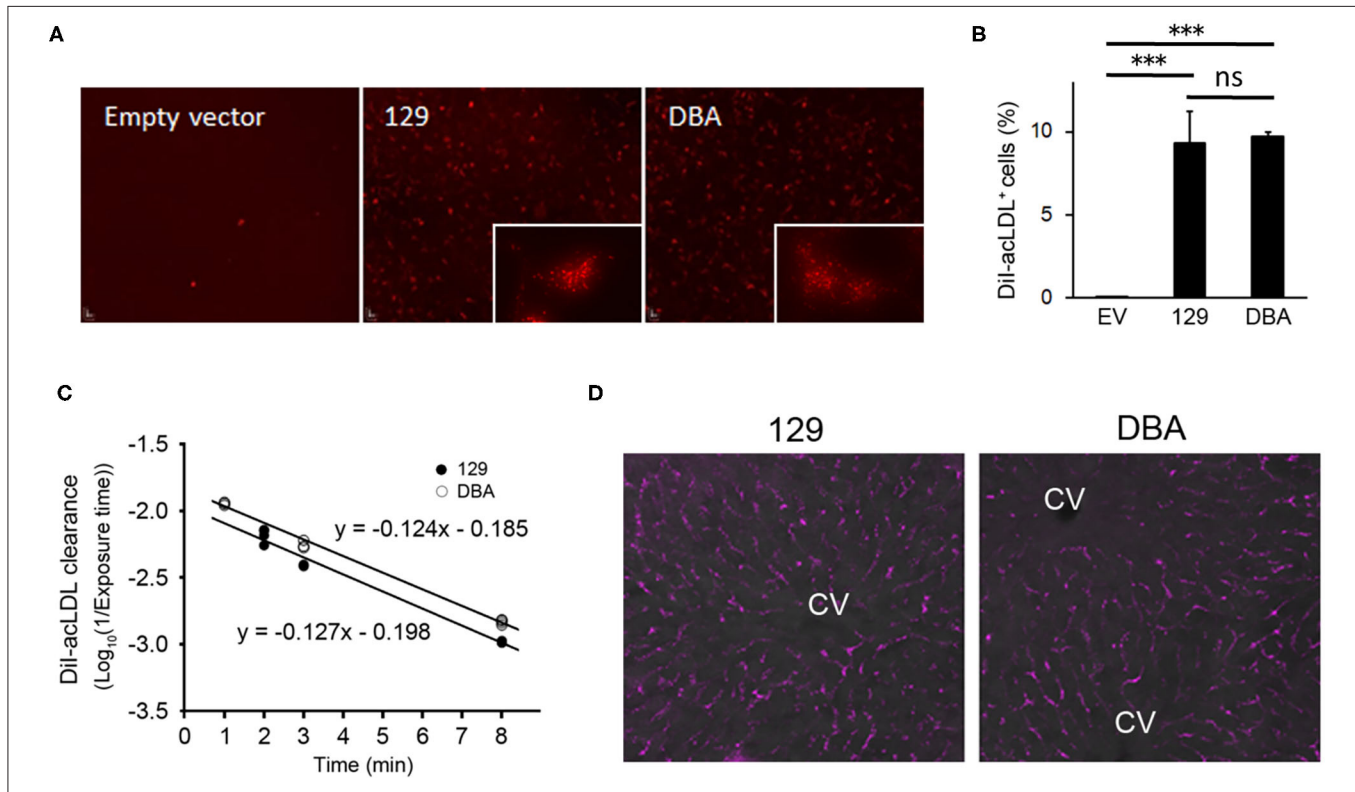 A
Empty vector
129
DBA
B
***
***
ns
DiI-acLDL+ cells (%)
10
5
0
EV 129 DBA
C
DiI-acLDL clearance
(Log10(1/Exposure time))
-1.5
-2.0
-2.5
-3.0
-3.5
129
DBA
y = -0.124x - 0.185
y = -0.127x - 0.198
0 1 2 3 4 5 6 7 8
Time (min)
D
129
DBA
CV
CV
CV